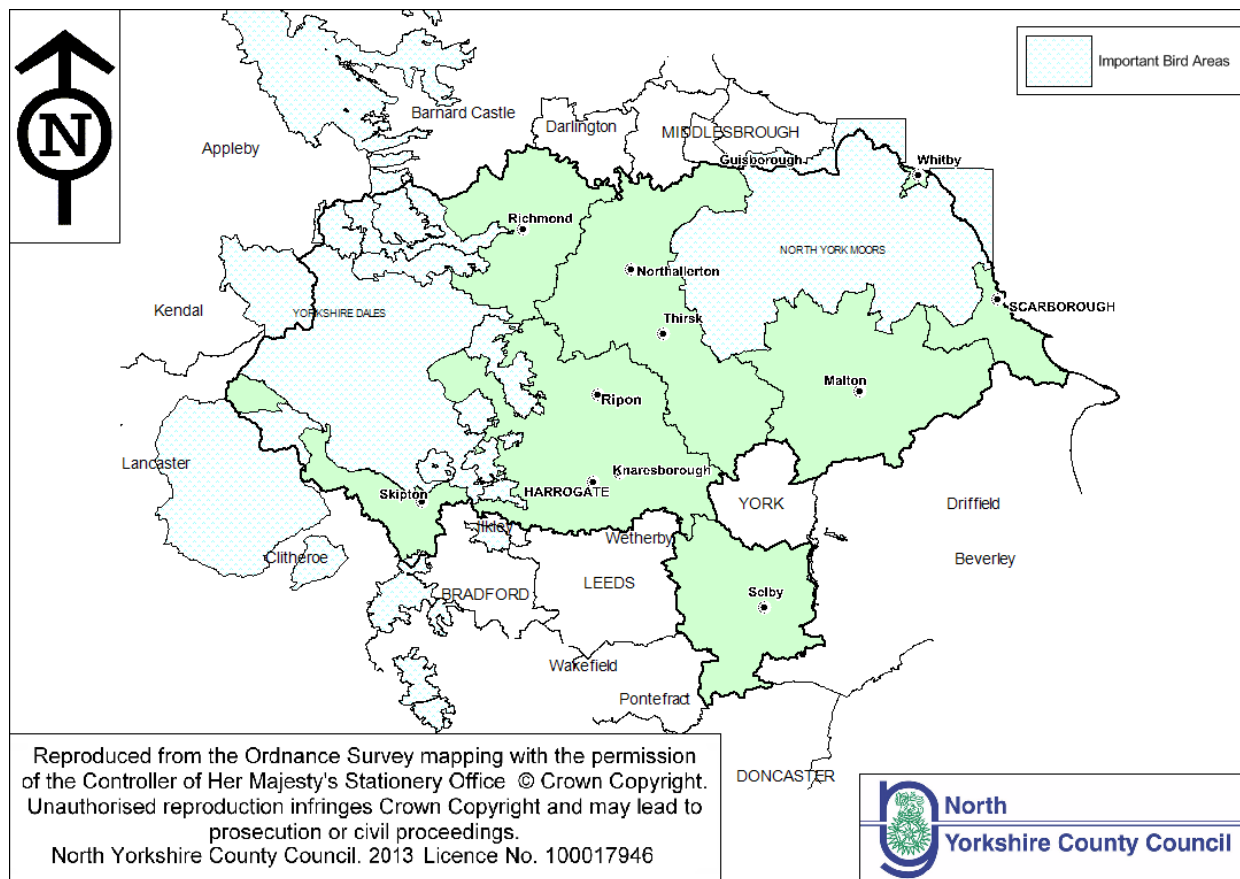 N
Important Bird Areas
Barnard Castle
Darlington
MIDDLESBROUGH
Appleby
Guisborough
Whitby
Richmond
NORTH YORK MOORS
Northallerton
Kendal
YORKSHIRE DALES
SCARBOROUGH
Thirsk
Malton
Ripon
Lancaster
Knaresborough
Skipton
HARROGATE
YORK
Driffield
Ilkley
Wetherby
Clitheroe
Beverley
LEEDS
BRADFORD
Selby
Wakefield
Pontefract
DONCASTER
Reproduced from the Ordnance Survey mapping with the permission
of the Controller of Her Majesty's Stationery Office © Crown Copyright.
Unauthorised reproduction infringes Crown Copyright and may lead to
prosecution or civil proceedings.
North Yorkshire County Council. 2013 Licence No. 100017946
North
Yorkshire County Council